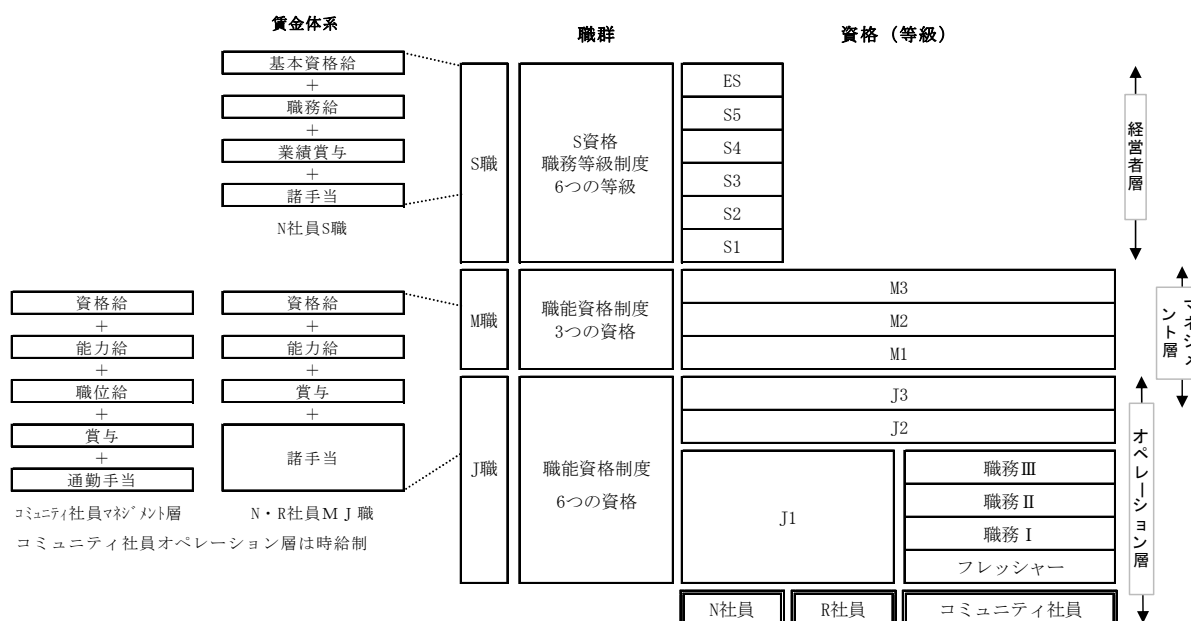 賃金体系
職群
資格（等級）
基本資格給
+
職務給
+
業績賞与
+
諸手当
N社員S職
S職
S資格
職務等級制度
6つの等級
ES
S5
S4
S3
S2
S1
経営者層
資格給
+
能力給
+
職位給
+
賞与
+
通勤手当
コミュニティ社員マネジメント層
資格給
+
能力給
+
賞与
+
諸手当
N・R社員ＭＪ職
コミュニティ社員オペレーション層は時給制
M職
職能資格制度
3つの資格
M3
M2
M1
マネジメ
ント層
J職
職能資格制度
6つの資格
J3
J2
J1
職務Ⅲ
職務Ⅱ
職務Ⅰ
フレッシャー
オペレーション層
N社員
R社員
コミュニティ社員